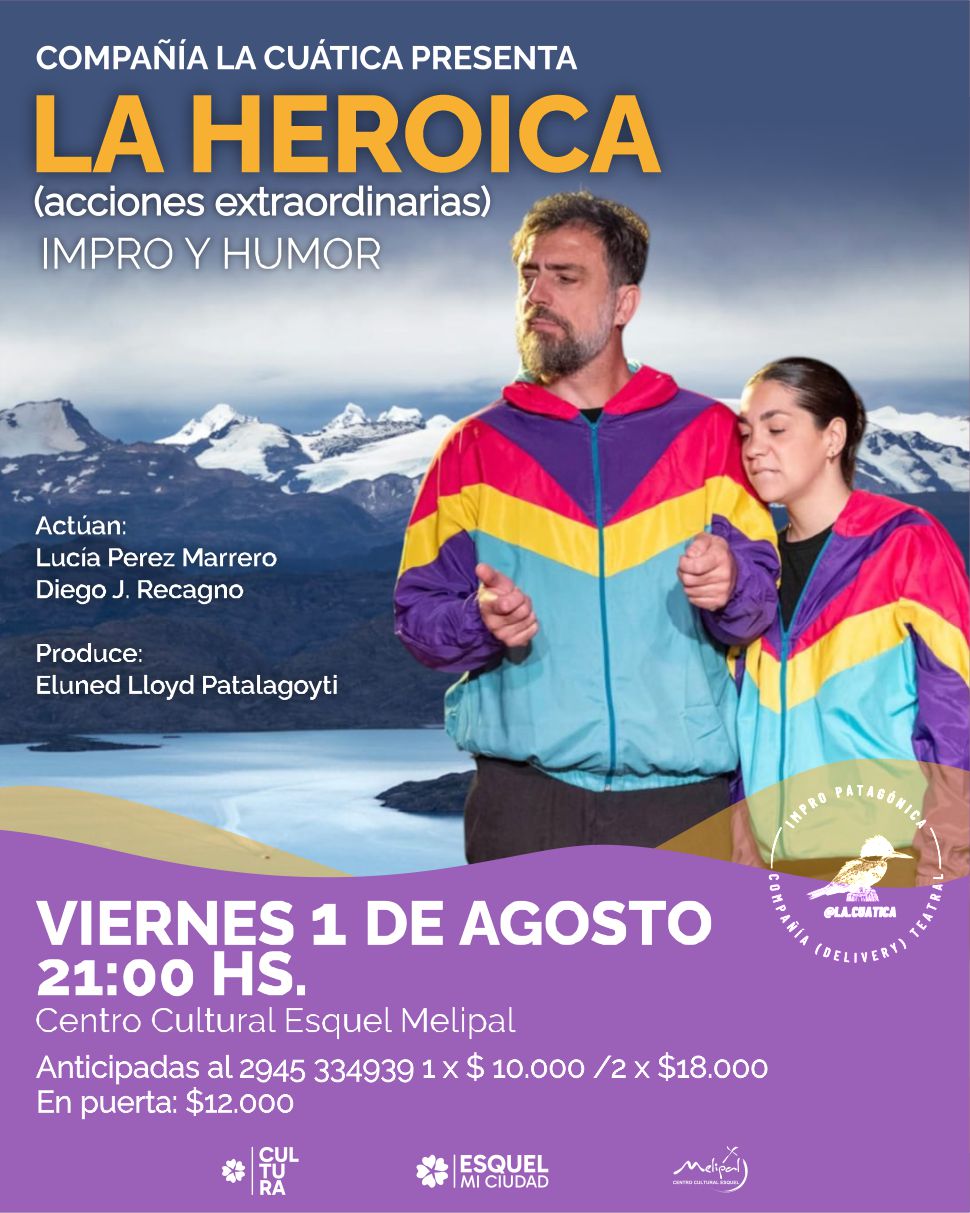 COMPAÑÍA LA CUÁTICA PRESENTA
LA HEROICA
(acciones extraordinarias)
IMPRO Y HUMOR
Actúan:
Lucía Perez Marrero
Diego J. Recagno
Produce:
Eluned Lloyd Patalagoyti
IMPRO PATAGÓNICA
@LA.CUATICA
COMPAÑÍA (DELIVERY) TEATRAL
VIERNES 1 DE AGOSTO
21:00 HS.
Centro Cultural Esquel Melipal
Anticipadas al 2945 334939 1 x $ 10.000 /2 x $18.000
En puerta: $12.000
CUL
TU
RA
ESQUEL
MI CIUDAD
Melipal
CENTRO CULTURAL ESQUEL